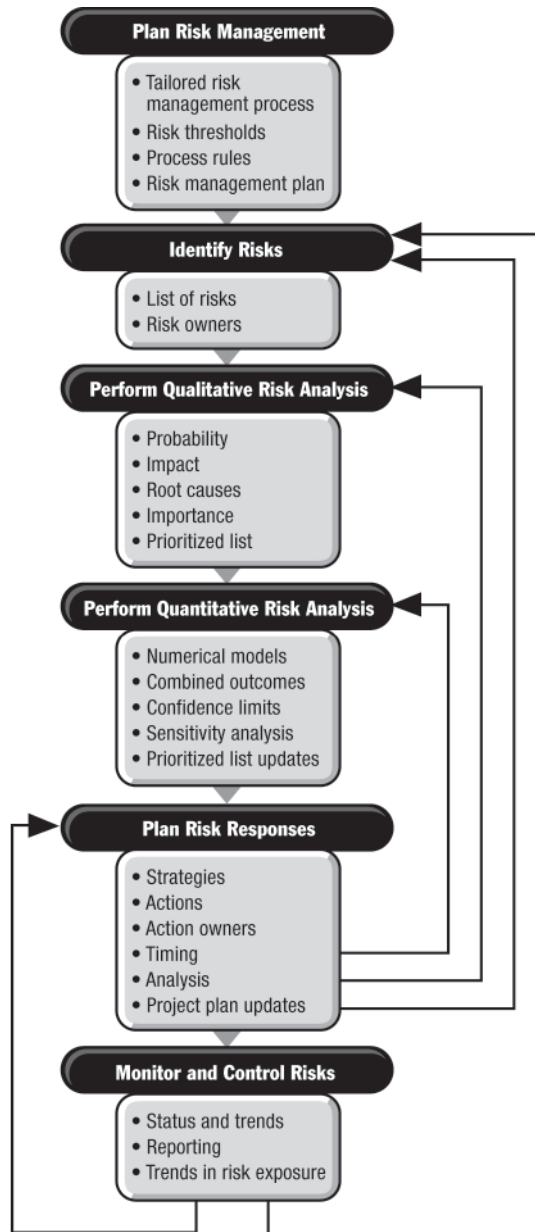 Plan Risk Management
• Tailored risk
management process
• Risk thresholds
• Process rules
• Risk management plan
Identify Risks
• List of risks
• Risk owners
Perform Qualitative Risk Analysis
• Probability
• Impact
• Root causes
• Importance
• Prioritized list
Perform Quantitative Risk Analysis
• Numerical models
• Combined outcomes
• Confidence limits
• Sensitivity analysis
• Prioritized list updates
Plan Risk Responses
• Strategies
• Actions
• Action owners
• Timing
• Analysis
• Project plan updates
Monitor and Control Risks
• Status and trends
• Reporting
• Trends in risk exposure